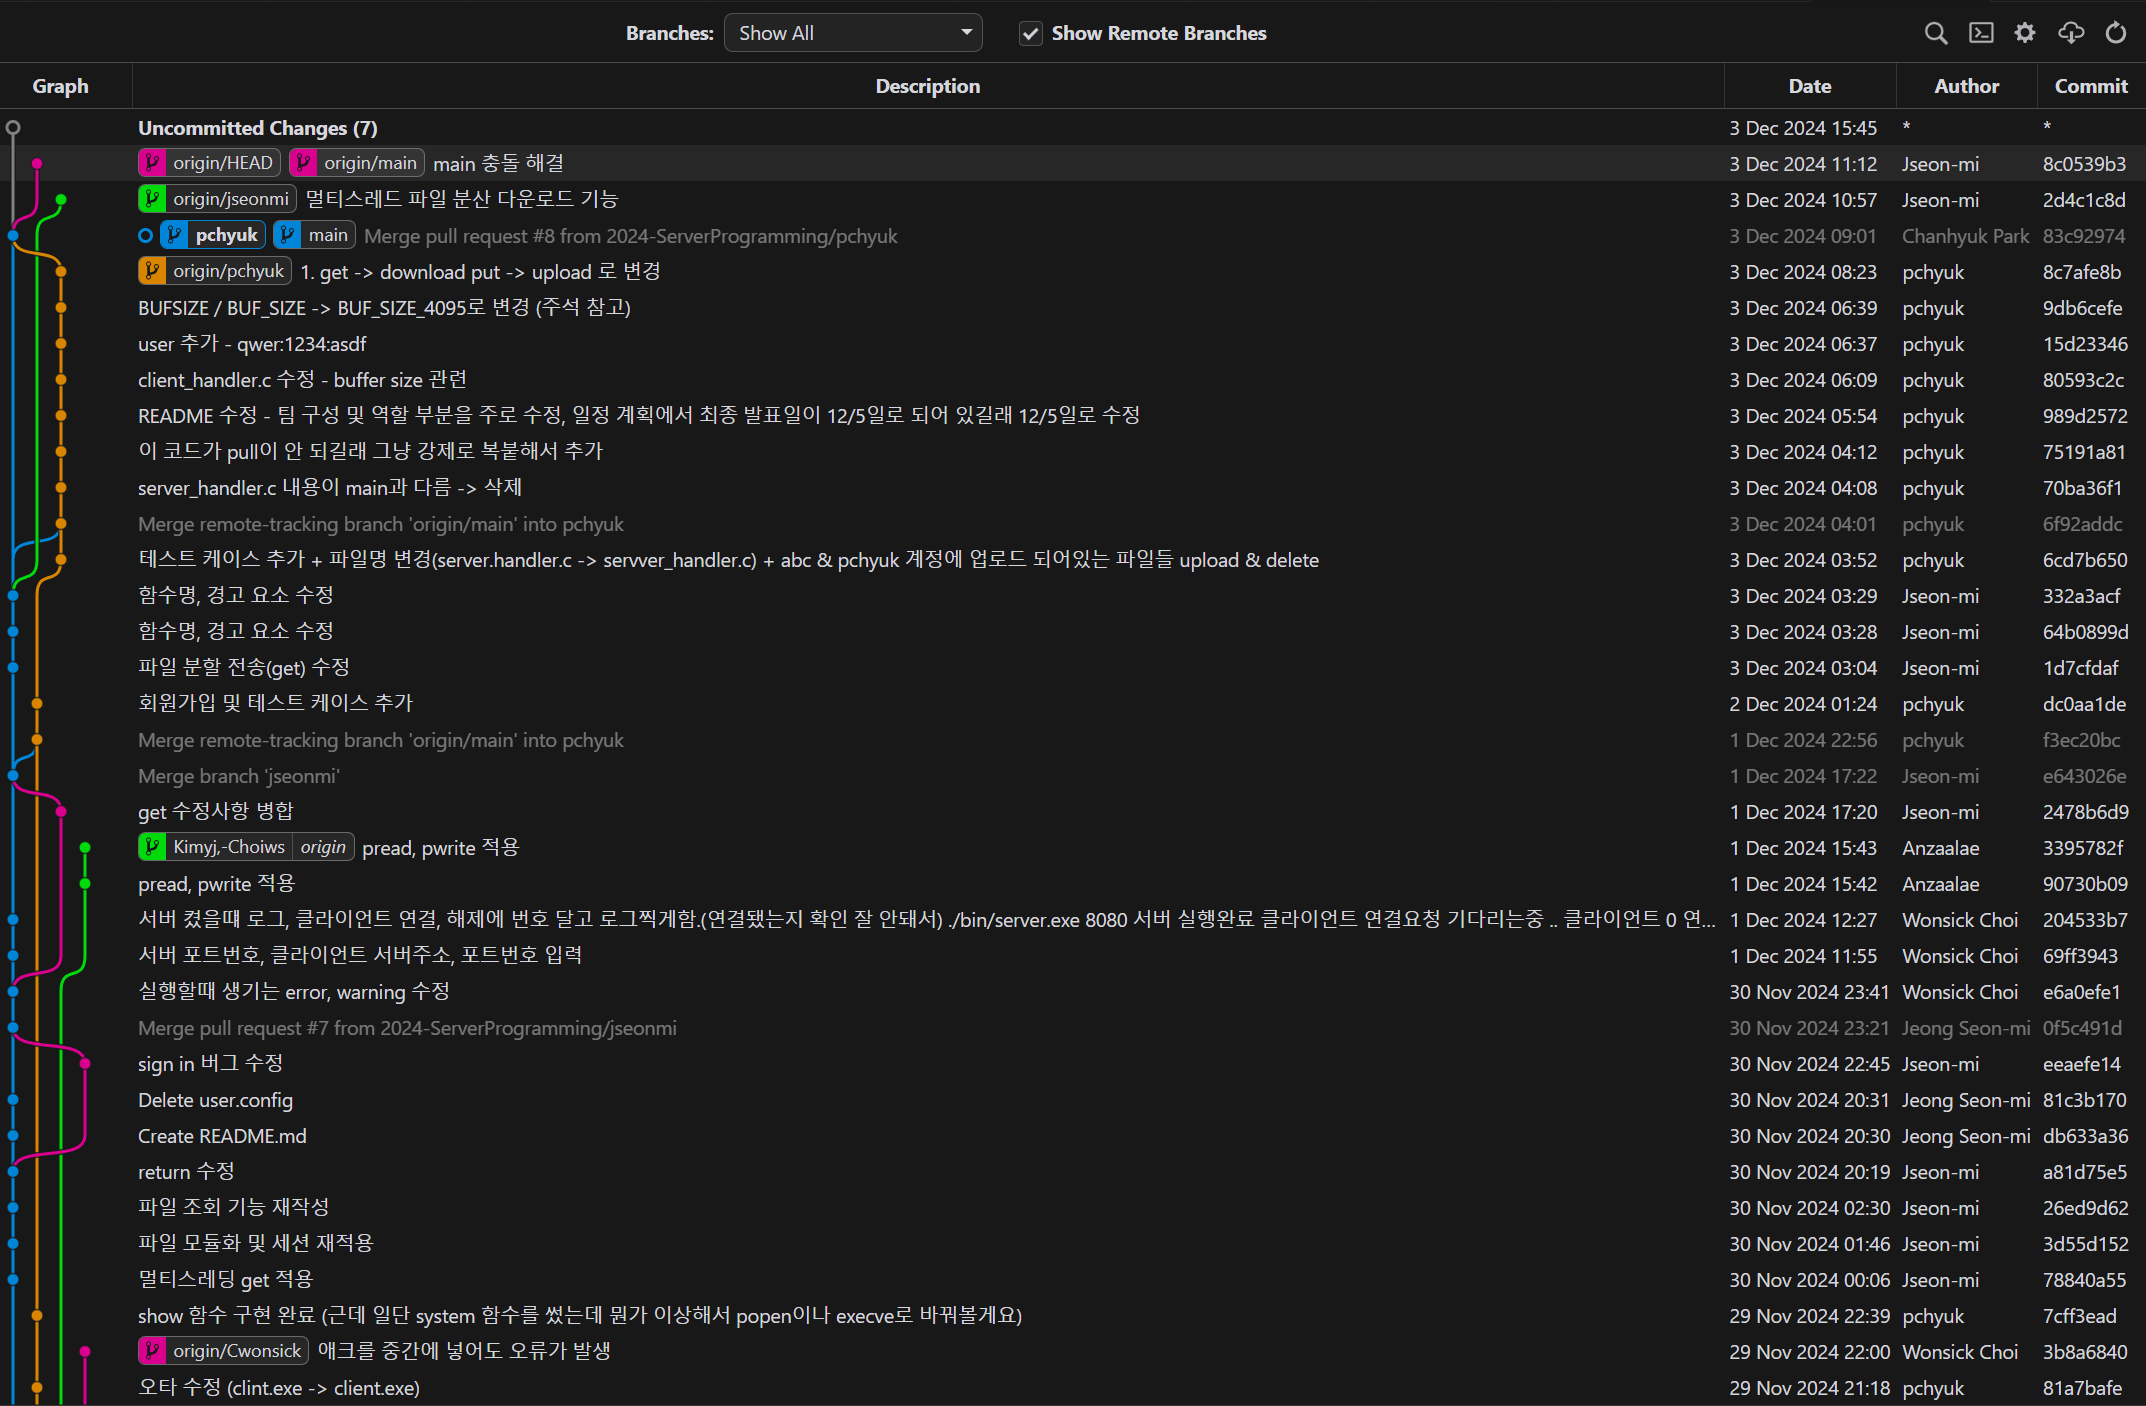 Branches: Show All Show Remote Branches
Graph Description Date Author Commit
Uncommitted Changes (7) 3 Dec 2024 15:45 * *
origin/HEAD origin/main main 충돌 해결 3 Dec 2024 11:12 Jseon-mi 8c0539b3
origin/jseonmi 멀티스레드 파일 분산 다운로드 기능 3 Dec 2024 10:57 Jseon-mi 2d4c1c8d
pchyuk main Merge pull request #8 from 2024-ServerProgramming/pchyuk 3 Dec 2024 09:01 Chanhyuk Park 83c92974
origin/pchyuk 1. get -> download put -> upload 로 변경 3 Dec 2024 08:23 pchyuk 8c7afe8b
BUFSIZE / BUF_SIZE -> BUF_SIZE_4095로 변경 (주석 참고) 3 Dec 2024 06:39 pchyuk 9db6cefe
user 추가 - qwer:1234:asdf 3 Dec 2024 06:37 pchyuk 15d23346
client_handler.c 수정 - buffer size 관련 3 Dec 2024 06:09 pchyuk 80593c2c
README 수정 - 팀 구성 및 역할 부분을 주로 수정, 일정 계획에서 최종 발표일이 12/5일로 되어 있길래 12/5일로 수정 3 Dec 2024 05:54 pchyuk 989d2572
이 코드가 pull이 안 되길래 그냥 강제로 복붙해서 추가 3 Dec 2024 04:12 pchyuk 75191a81
server_handler.c 내용이 main과 다름 -> 삭제 3 Dec 2024 04:08 pchyuk 70ba36f1
Merge remote-tracking branch 'origin/main' into pchyuk 3 Dec 2024 04:01 pchyuk 6f92addc
테스트 케이스 추가 + 파일명 변경(server.handler.c -> servver_handler.c) + abc & pchyuk 계정에 업로드 되어있는 파일들 upload & delete 3 Dec 2024 03:52 pchyuk 6cd7b650
함수명, 경고 요소 수정 3 Dec 2024 03:29 Jseon-mi 332a3acf
함수명, 경고 요소 수정 3 Dec 2024 03:28 Jseon-mi 64b0899d
파일 분할 전송(get) 수정 3 Dec 2024 03:04 Jseon-mi 1d7cfdaf
회원가입 및 테스트 케이스 추가 2 Dec 2024 01:24 pchyuk dc0aa1de
Merge remote-tracking branch 'origin/main' into pchyuk 1 Dec 2024 22:56 pchyuk f3ec20bc
Merge branch 'jseonmi' 1 Dec 2024 17:22 Jseon-mi e643026e
get 수정사항 병합 1 Dec 2024 17:20 Jseon-mi 2478b6d9
Kimyj,-Choiws origin pread, pwrite 적용 1 Dec 2024 15:43 Anzaalae 3395782f
pread, pwrite 적용 1 Dec 2024 15:42 Anzaalae 90730b09
서버 켰을떄 로그, 클라이언트 연결, 해제에 번호 달고 로그찍게함.(연결됐는지 확인 잘 안돼서) ./bin/server.exe 8080 서버 실행완료 클라이언트 연결요청 기다리는중 .. 클라이언트 0 연... 1 Dec 2024 12:27 Wonsick Choi 204533b7
서버 포트번호, 클라이언트 서버주소, 포트번호 입력 1 Dec 2024 11:55 Wonsick Choi 69ff3943
실행할때 생기는 error, warning 수정 30 Nov 2024 23:41 Wonsick Choi e6a0efe1
Merge pull request #7 from 2024-ServerProgramming/jseonmi 30 Nov 2024 23:21 Jeong Seon-mi 0f5c491d
sign in 버그 수정 30 Nov 2024 22:45 Jseon-mi eeaefe14
Delete user.config 30 Nov 2024 20:31 Jeong Seon-mi 81c3b170
Create README.md 30 Nov 2024 20:30 Jeong Seon-mi db633a36
return 수정 30 Nov 2024 20:19 Jseon-mi a81d75e5
파일 조회 기능 재작성 30 Nov 2024 02:30 Jseon-mi 26ed9d62
파일 모듈화 및 세션 재적용 30 Nov 2024 01:46 Jseon-mi 3d55d152
멀티스레딩 get 적용 30 Nov 2024 00:06 Jseon-mi 78840a55
show 함수 구현 완료 (근데 일단 system 함수를 썼는데 뭔가 이상해서 popen이나 execve로 바꿔볼게요) 29 Nov 2024 22:39 pchyuk 7cff3ead
origin/Cwonsick 애크를 중간에 넣어도 오류가 발생 29 Nov 2024 22:00 Wonsick Choi 3b8a6840
오타 수정 (clint.exe -> client.exe) 29 Nov 2024 21:18 pchyuk 81a7bafe